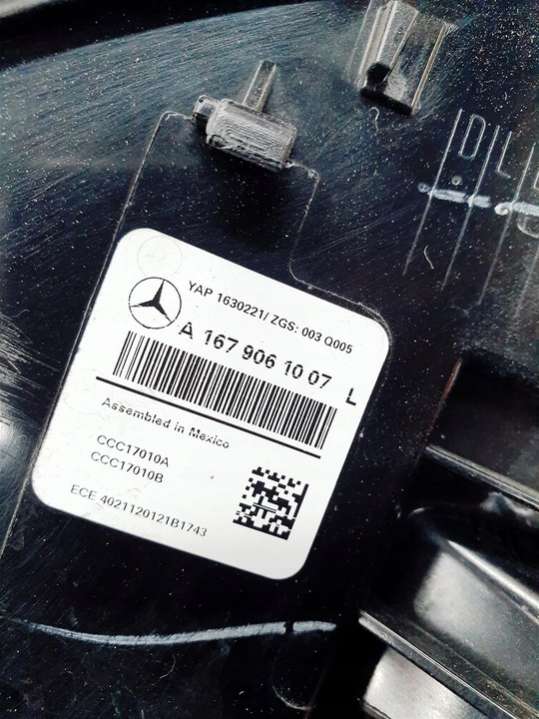 YAP 1630221/ ZGS: 003 Q005
A 167 906 10 07 L
Assembled in Mexico
CCC17010A
CCC17010B
ECE 4021120121B1743